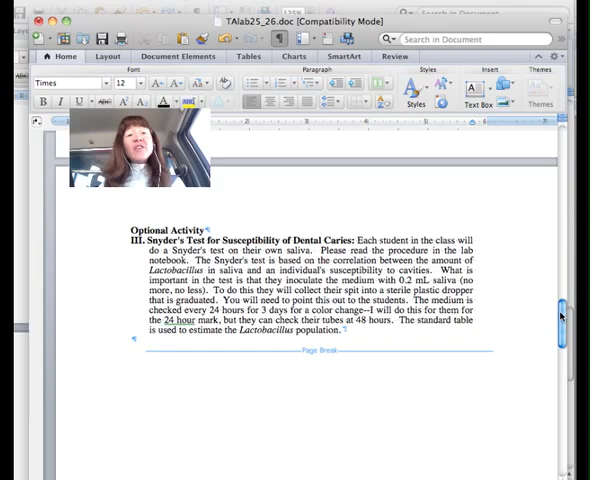 TAlab25_26.doc [Compatibility Mode]
Search in Document
Home Layout Document Elements Tables Charts SmartArt Review
Font Paragraph Styles Insert Themes
Times 12
Styles Text Box Themes
Optional Activity
III. Snyder's Test for Susceptibility of Dental Caries: Each student in the class will
do a Snyder's test on their own saliva. Please read the procedure in the lab
notebook. The Snyder's test is based on the correlation between the amount of
Lactobacillus in saliva and an individual's susceptibility to cavities. What is
important in the test is that they inoculate the medium with 0.2 mL saliva (no
more, no less). To do this they will collect their spit into a sterile plastic dropper
that is graduated. You will need to point this out to the students. The medium is
checked every 24 hours for 3 days for a color change--I will do this for them for
the 24 hour mark, but they can check their tubes at 48 hours. The standard table
is used to estimate the Lactobacillus population.
Page Break